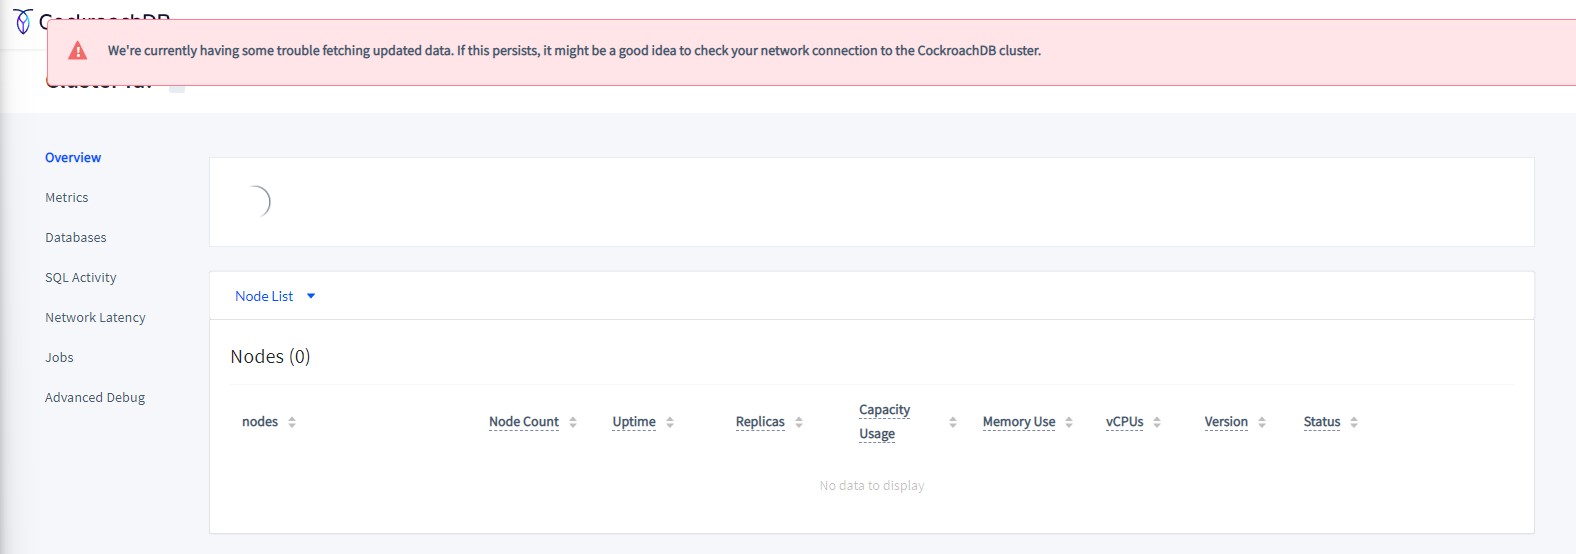 We're currently having some trouble fetching updated data. If this persists, it might be a good idea to check your network connection to the CockroachDB cluster.
Overview
Metrics
Databases
SQL Activity
Network Latency
Jobs
Advanced Debug
Node List
Nodes (0)
nodes Node Count Uptime Replicas Capacity Usage Memory Use vCPUs Version Status
No data to display